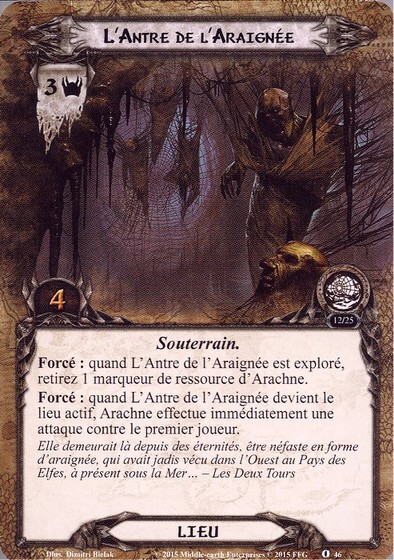 L'Antre de l'Araignée
3
4
12/25
Souterrain.
Forcé : quand L'Antre de l'Araignée est exploré,
retirez 1 marqueur de ressource d'Arachne.
Forcé : quand L'Antre de l'Araignée devient le
lieu actif, Arachne effectue immédiatement une
attaque contre le premier joueur.
Elle demeurait là depuis des éternités, être néfaste en forme
d'araignée, qui avait jadis vécu dans l'Ouest au Pays des
Elfes, à présent sous la Mer… – Les Deux Tours
LIEU
Illus. Dimitri Bielak © 2015 Middle-earth Enterprises © 2015 FFG 46